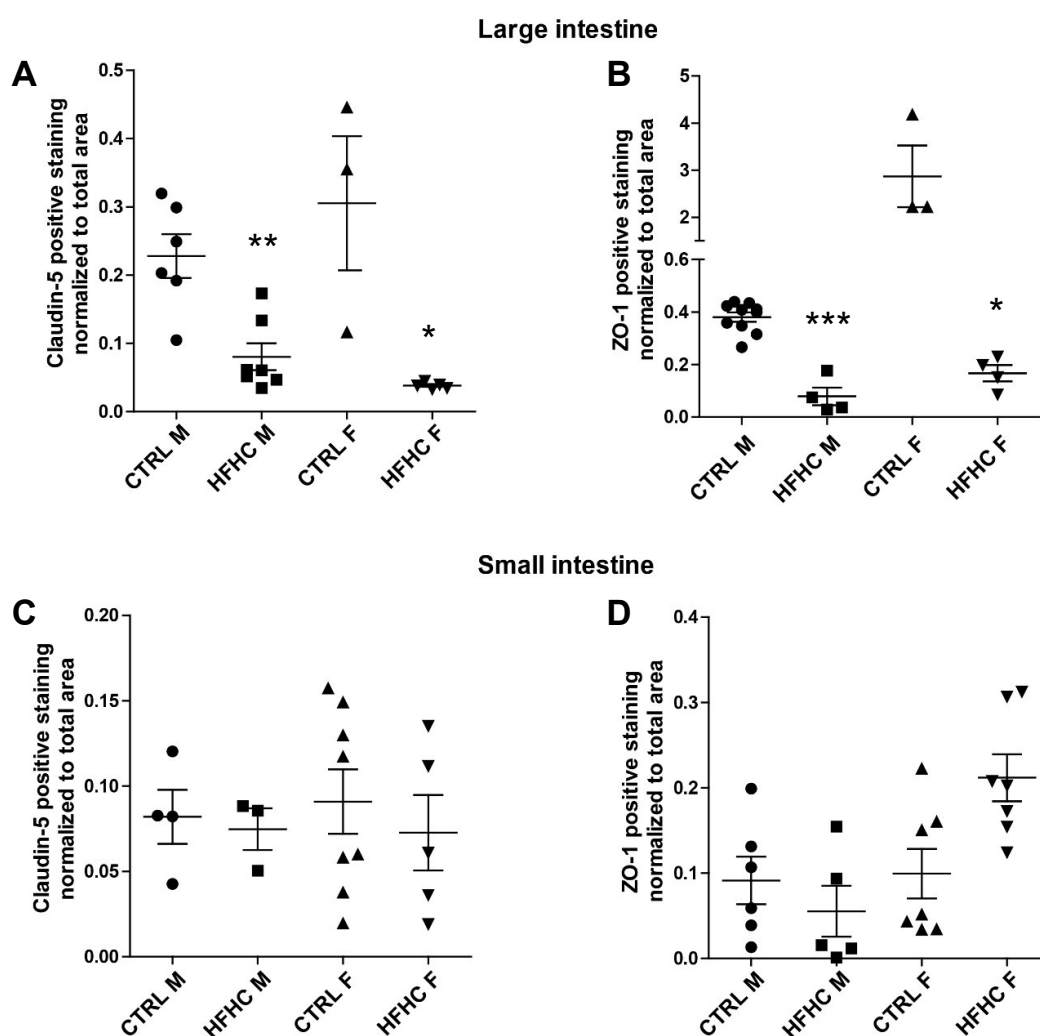 Large intestine
A
Claudin-5 positive staining
normalized to total area
0.5
0.4
0.3
0.2
0.1
0.0
**
*
CTRL M
HFHC M
CTRL F
HFHC F
B
ZO-1 positive staining
normalized to total area
5
4
3
2
0.6
0.4
0.2
0.0
***
*
CTRL M
HFHC M
CTRL F
HFHC F
Small intestine
C
Claudin-5 positive staining
normalized to total area
0.20
0.15
0.10
0.05
0.00
CTRL M
HFHC M
CTRL F
HFHC F
D
ZO-1 positive staining
normalized to total area
0.4
0.3
0.2
0.1
0.0
CTRL M
HFHC M
CTRL F
HFHC F